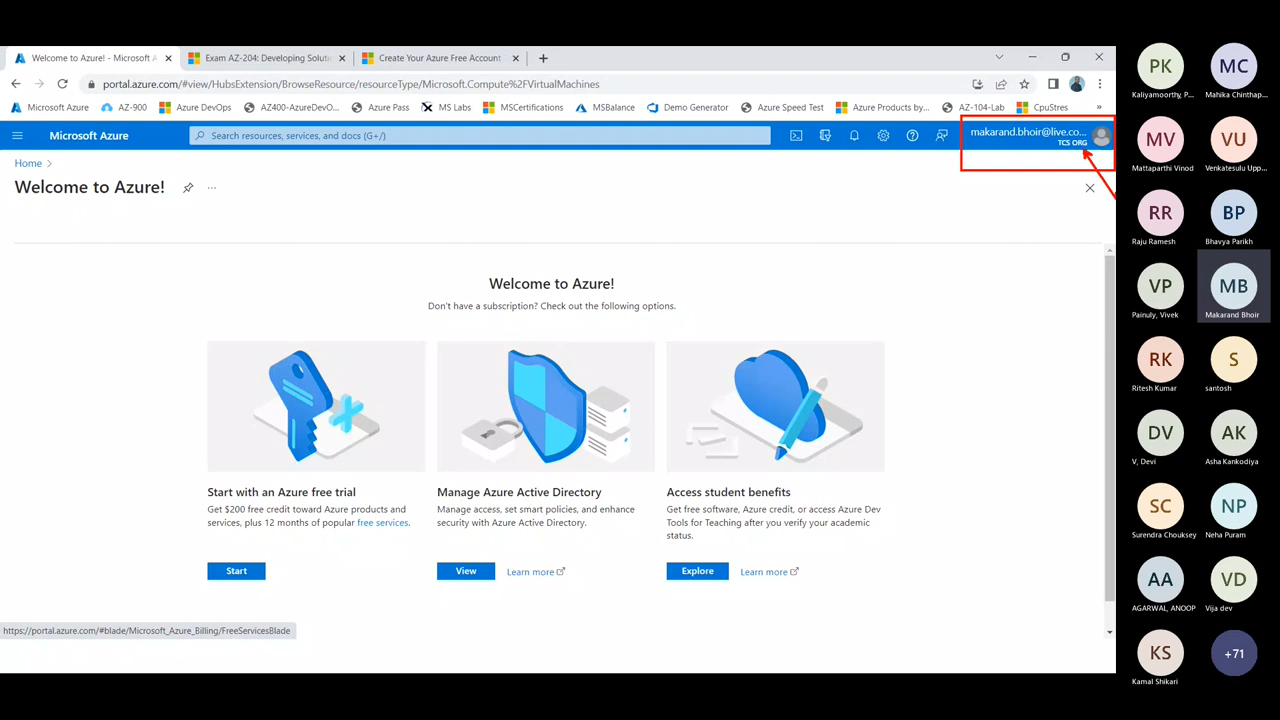 Welcome to Azure! - Microsoft A
Exam AZ-204: Developing Soluti
Create Your Azure Free Account
portal.azure.com/#view/HubsExtension/BrowseResource/resourceType/Microsoft.Compute%2FVirtualMachines
Microsoft Azure
AZ-900
Azure DevOps
AZ400-AzureDevO...
Azure Pass
MS Labs
MSCertifications
MSBalance
Demo Generator
Azure Speed Test
Azure Products by...
AZ-104-Lab
CpuStres
»
Microsoft Azure
Search resources, services, and docs (G+/)
makarand.bhoir@live.co...
TCS ORG
Home
Welcome to Azure!
Welcome to Azure!
Don't have a subscription? Check out the following options.
Start with an Azure free trial
Get $200 free credit toward Azure products and
services, plus 12 months of popular free services.
Start
Manage Azure Active Directory
Manage access, set smart policies, and enhance
security with Azure Active Directory.
View
Learn more
Access student benefits
Get free software, Azure credit, or access Azure Dev
Tools for Teaching after you verify your academic
status.
Explore
Learn more
https://portal.azure.com/#blade/Microsoft_Azure_Billing/FreeServicesBlade
PK
Kaliyamoorthy, P...
MC
Mahika Chinthap...
MV
Mattaparthi Vinod
VU
Venkatesulu Upp...
RR
Raju Ramesh
BP
Bhavya Parikh
VP
Painuly, Vivek
MB
Makarand Bhoir
RK
Ritesh Kumar
S
santosh
DV
V, Devi
AK
Asha Kankodiya
SC
Surendra Chouksey
NP
Neha Puram
AA
AGARWAL, ANOOP
VD
Vija dev
KS
Kamal Shikari
+71